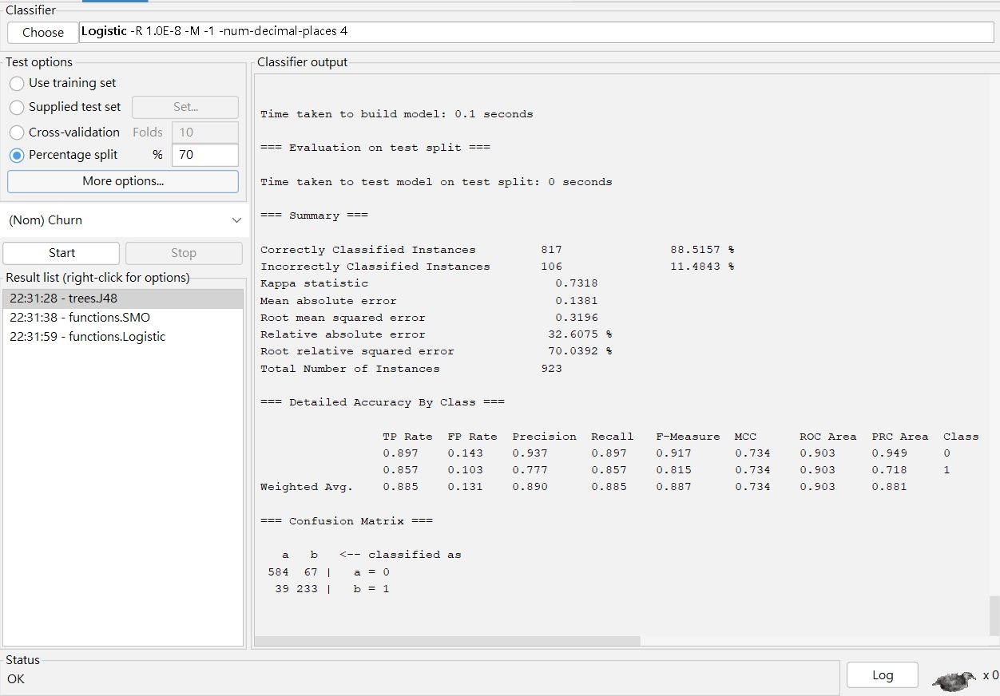 Classifier
Choose Logistic -R 1.0E-8 -M -1 -num-decimal-places 4
Test options
Use training set
Supplied test set Set...
Cross-validation Folds 10
Percentage split % 70
More options...
(Nom) Churn
Start Stop
Result list (right-click for options)
22:31:28 - trees.J48
22:31:38 - functions.SMO
22:31:59 - functions.Logistic
Classifier output
Time taken to build model: 0.1 seconds
=== Evaluation on test split ===
Time taken to test model on test split: 0 seconds
=== Summary ===
Correctly Classified Instances 817 88.5157 %
Incorrectly Classified Instances 106 11.4843 %
Kappa statistic 0.7318
Mean absolute error 0.1381
Root mean squared error 0.3196
Relative absolute error 32.6075 %
Root relative squared error 70.0392 %
Total Number of Instances 923
=== Detailed Accuracy By Class ===
TP Rate FP Rate Precision Recall F-Measure MCC ROC Area PRC Area Class
0.897 0.143 0.937 0.897 0.917 0.734 0.903 0.949 0
0.857 0.103 0.777 0.857 0.815 0.734 0.903 0.718 1
Weighted Avg. 0.885 0.131 0.890 0.885 0.887 0.734 0.903 0.881
=== Confusion Matrix ===
a b <-- classified as
584 67 | a = 0
39 233 | b = 1
Status
OK
Log x 0